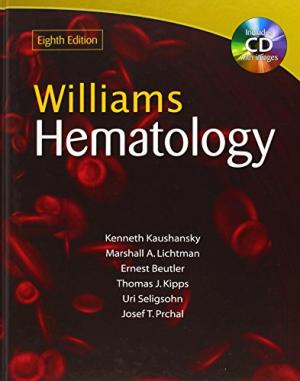 Eighth Edition
Includes
CD
with images
Williams
Hematology
Kenneth Kaushansky
Marshall A. Lichtman
Ernest Beutler
Thomas J. Kipps
Uri Seligsohn
Josef T. Prchal